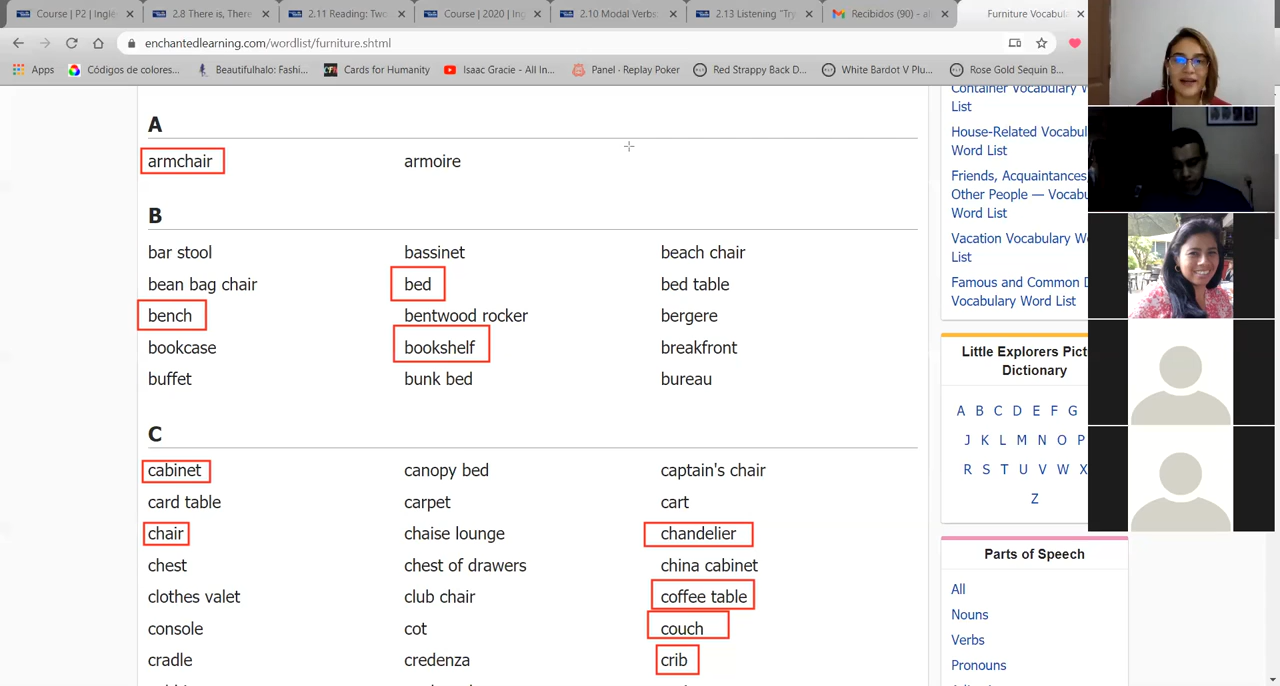 Course | P2 | Inglé
2.8 There is, There
2.11 Reading: Two
Course | 2020 | Ing
2.10 Modal Verbs:
2.13 Listening "Try
Recibidos (90) - al
Furniture Vocabul
enchantedlearning.com/wordlist/furniture.shtml
Apps
Códigos de colores...
Beautifulhalo: Fashi...
Cards for Humanity
Isaac Gracie - All In...
Panel · Replay Poker
Red Strappy Back D...
White Bardot V Plu...
Rose Gold Sequin B...
A
armchair armoire
B
bar stool bassinet beach chair
bean bag chair bed bed table
bench bentwood rocker bergere
bookcase bookshelf breakfront
buffet bunk bed bureau
C
cabinet canopy bed captain's chair
card table carpet cart
chair chaise lounge chandelier
chest chest of drawers china cabinet
clothes valet club chair coffee table
console cot couch
cradle credenza crib
Container Vocabulary W
List
House-Related Vocabul
Word List
Friends, Acquaintances,
Other People — Vocabu
Word List
Vacation Vocabulary Wo
List
Famous and Common D
Vocabulary Word List
Little Explorers Pict
Dictionary
A B C D E F G
J K L M N O P
R S T U V W X
Z
Parts of Speech
All
Nouns
Verbs
Pronouns